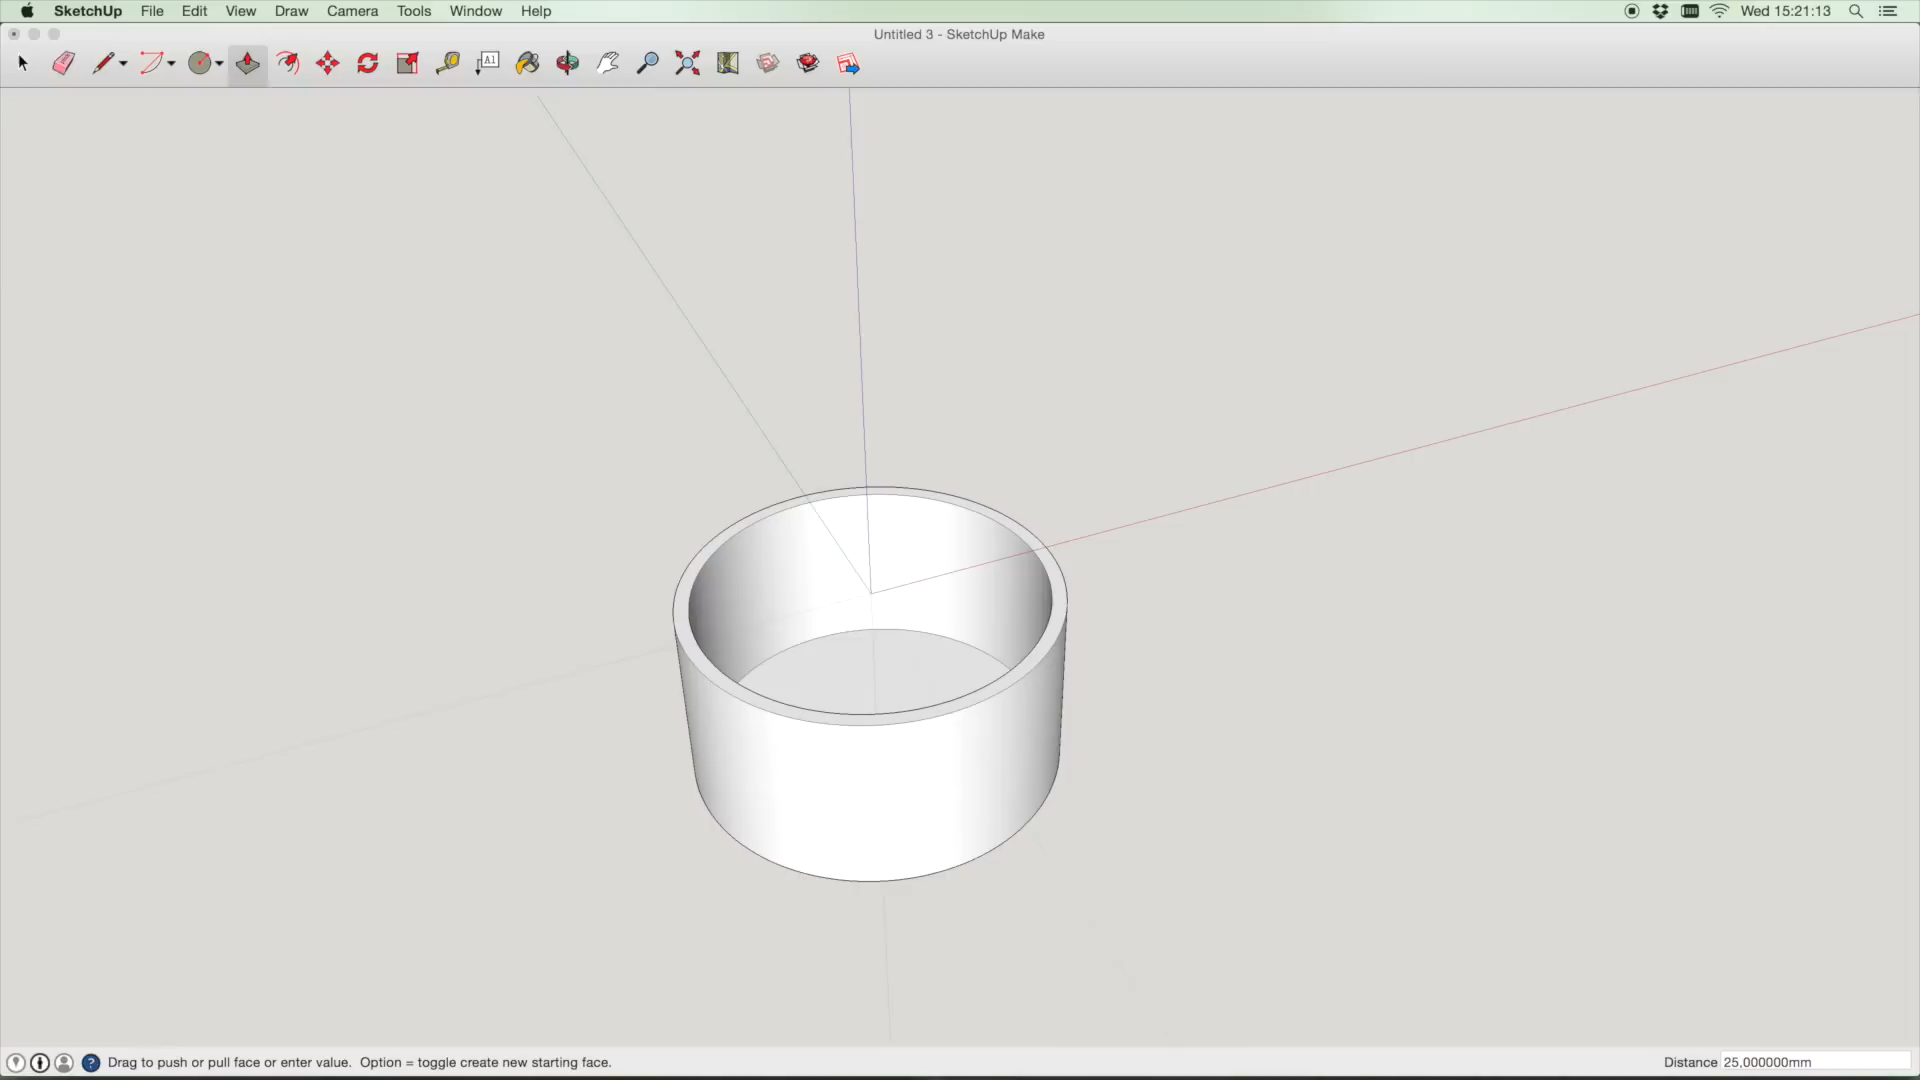 SketchUp File Edit View Draw Camera Tools Window Help Wed 15:21:13
Untitled 3 - SketchUp Make
A1
? Drag to push or pull face or enter value. Option = toggle create new starting face. Distance 25,000000mm